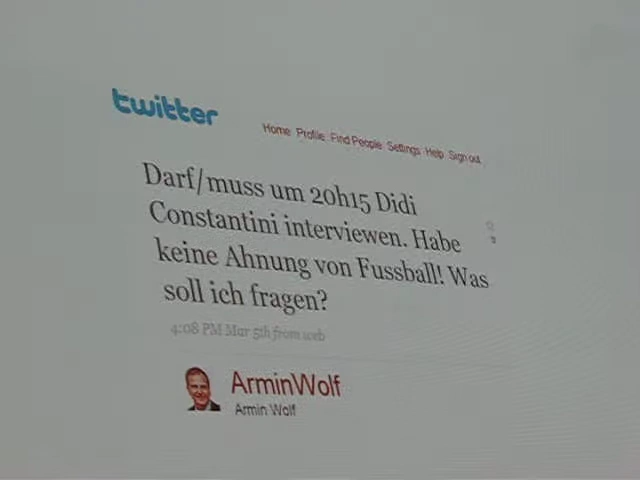 twitter
Home Profile Find People Settings Help Sign out
Darf/muss um 20h15 Didi
Constantini interviewen. Habe
keine Ahnung von Fussball! Was
soll ich fragen?
4:08 PM Mar 5th from web
ArminWolf
Armin Wolf